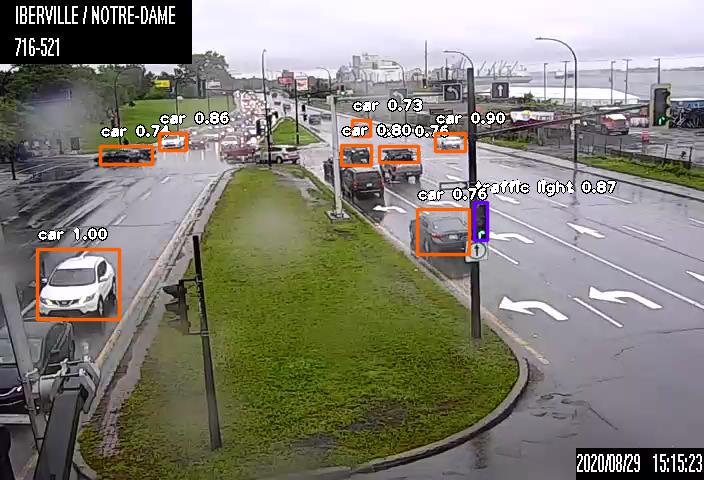 IBERVILLE / NOTRE-DAME
716-521
car 0.73
car 0.86
car 0.90
car 0.74
car 0.80
0.76
traffic light 0.87
car 0.76
car 1.00
2020/08/29 15:15:23